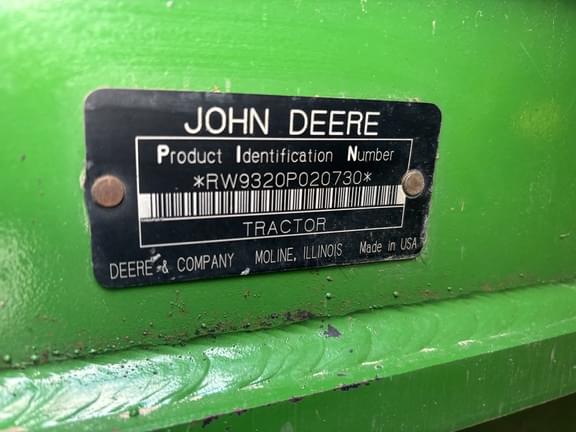 JOHN DEERE
Product Identification Number
*RW9320P020730*
TRACTOR
DEERE & COMPANY MOLINE, ILLINOIS Made in USA